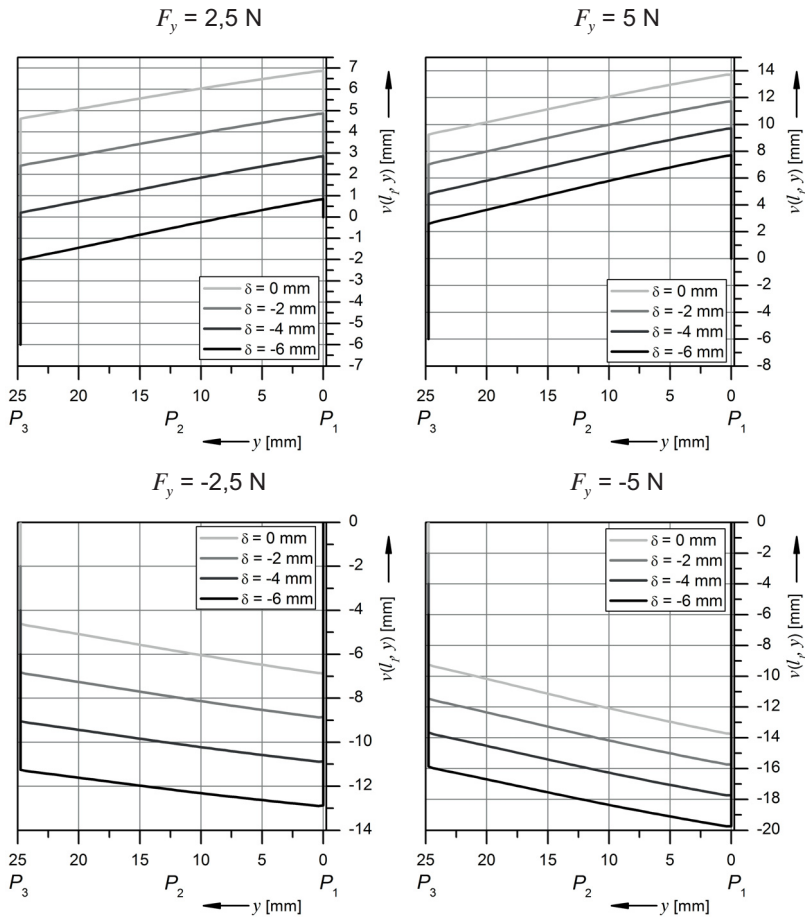 F_y = 2,5 N
7
6
5
4
3
2
1
0
-1
-2
-3
-4
-5
-6
-7
v(l_r, y) [mm]
δ = 0 mm
δ = -2 mm
δ = -4 mm
δ = -6 mm
25 20 15 10 5 0
P_3 P_2 P_1
y [mm]
F_y = 5 N
14
12
10
8
6
4
2
0
-2
-4
-6
-8
v(l_r, y) [mm]
δ = 0 mm
δ = -2 mm
δ = -4 mm
δ = -6 mm
25 20 15 10 5 0
P_3 P_2 P_1
y [mm]
F_y = -2,5 N
0
-2
-4
-6
-8
-10
-12
-14
v(l_r, y) [mm]
δ = 0 mm
δ = -2 mm
δ = -4 mm
δ = -6 mm
25 20 15 10 5 0
P_3 P_2 P_1
y [mm]
F_y = -5 N
0
-2
-4
-6
-8
-10
-12
-14
-16
-18
-20
v(l_r, y) [mm]
δ = 0 mm
δ = -2 mm
δ = -4 mm
δ = -6 mm
25 20 15 10 5 0
P_3 P_2 P_1
y [mm]